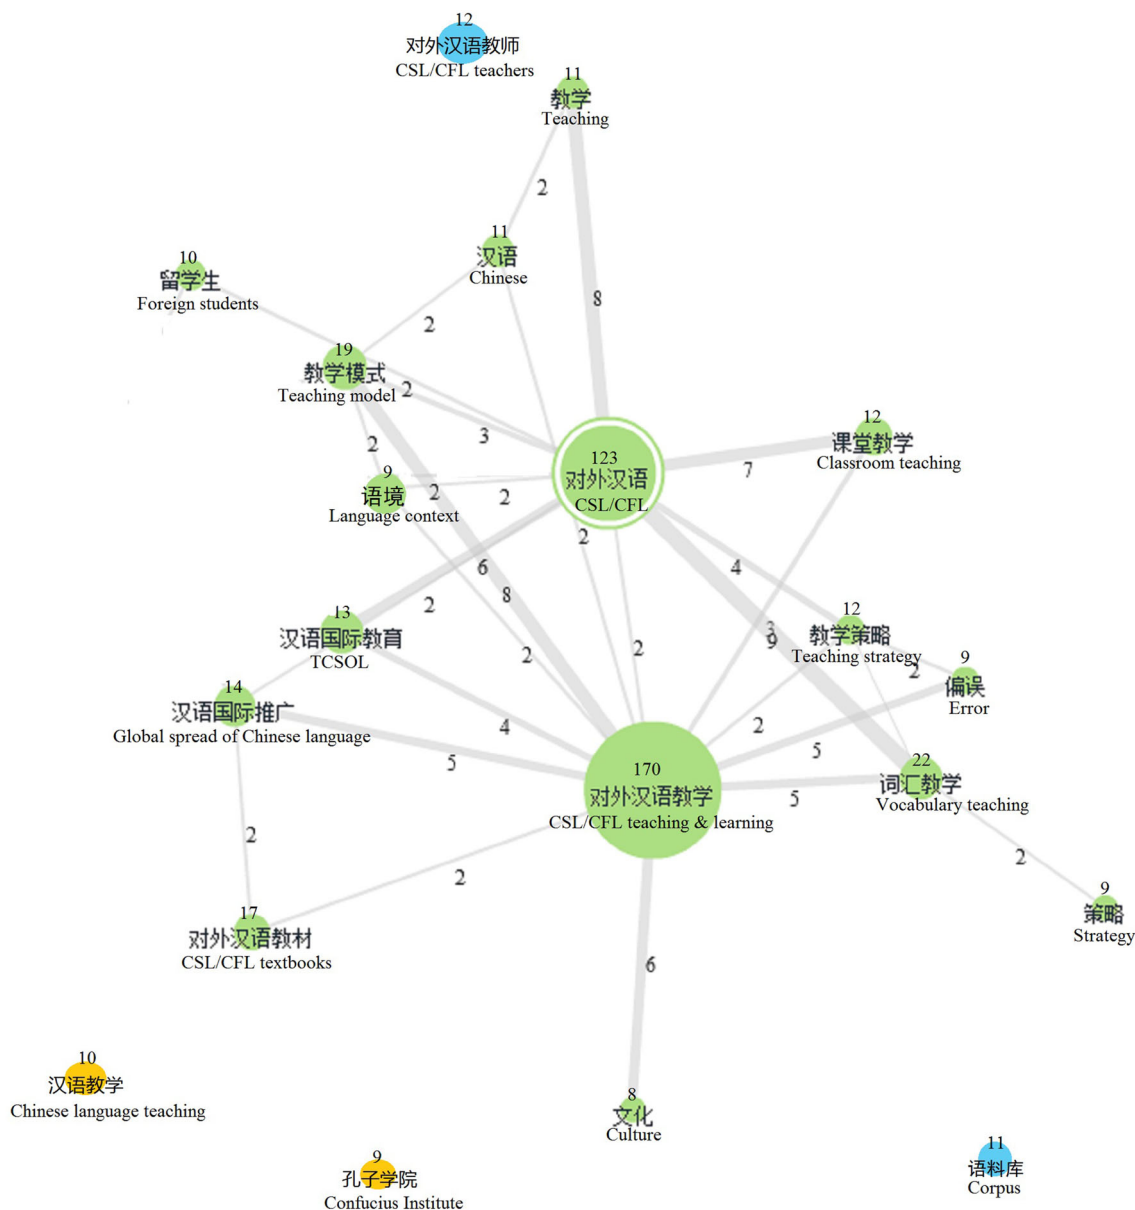 12
对外汉语教师
CSL/CFL teachers
11
教学
Teaching
2
11
汉语
Chinese
10
留学生
Foreign students
8
2
19
教学模式
Teaching model
2
3
12
课堂教学
Classroom teaching
7
2
9
语境
Language context
2
2
123
对外汉语
CSL/CFL
2
6
8
4
2
13
汉语国际教育
TCSOL
2
2
3
9
12
教学策略
Teaching strategy
2
9
偏误
Error
14
汉语国际推广
Global spread of Chinese language
4
5
2
5
170
对外汉语教学
CSL/CFL teaching & learning
5
22
词汇教学
Vocabulary teaching
2
2
2
9
策略
Strategy
17
对外汉语教材
CSL/CFL textbooks
6
10
汉语教学
Chinese language teaching
8
文化
Culture
9
孔子学院
Confucius Institute
11
语料库
Corpus